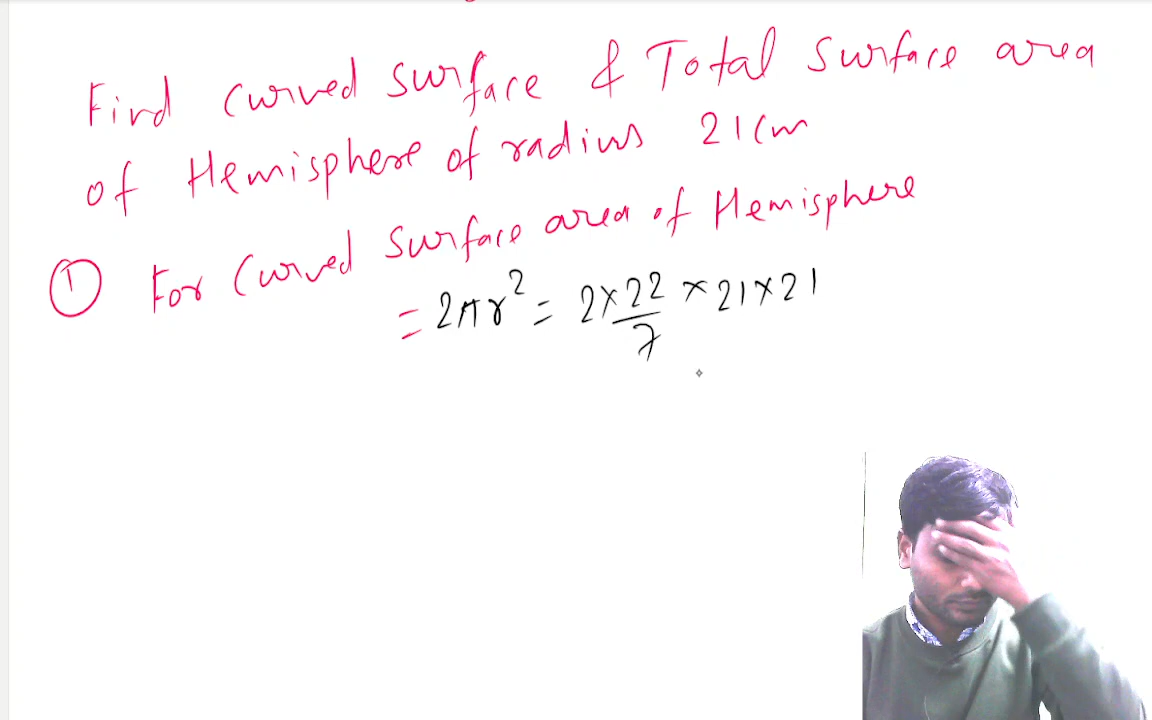 Find curved surface & Total surface area
of Hemisphere of radius 21cm
① For Curved Surface area of Hemisphere
= 2πr² = 2×22/7 ×21×21